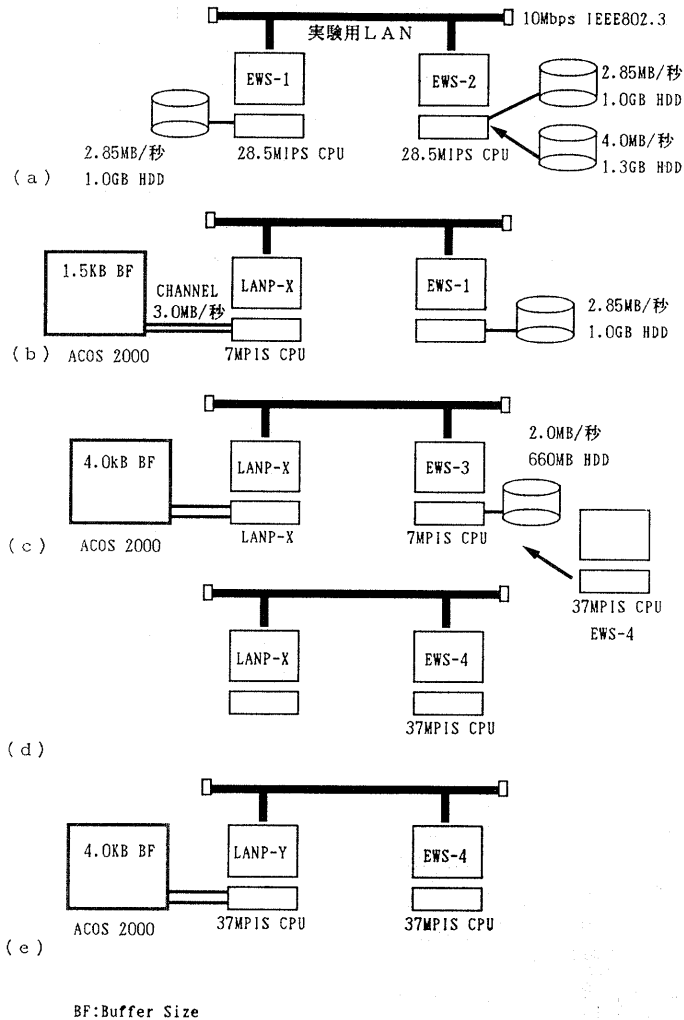 10Mbps IEEE802.3
実験用LAN
EWS-1
EWS-2
2.85MB/秒
1.0GB HDD
4.0MB/秒
1.3GB HDD
2.85MB/秒
1.0GB HDD
28.5MIPS CPU
28.5MIPS CPU
(a)
1.5KB BF
CHANNEL
3.0MB/秒
LANP-X
EWS-1
2.85MB/秒
1.0GB HDD
(b)
ACOS 2000
7MPIS CPU
4.0kB BF
LANP-X
EWS-3
2.0MB/秒
660MB HDD
(c)
ACOS 2000
LANP-X
7MPIS CPU
37MPIS CPU
EWS-4
LANP-X
EWS-4
37MPIS CPU
(d)
4.0KB BF
LANP-Y
EWS-4
ACOS 2000
37MPIS CPU
37MPIS CPU
(e)
BF:Buffer Size